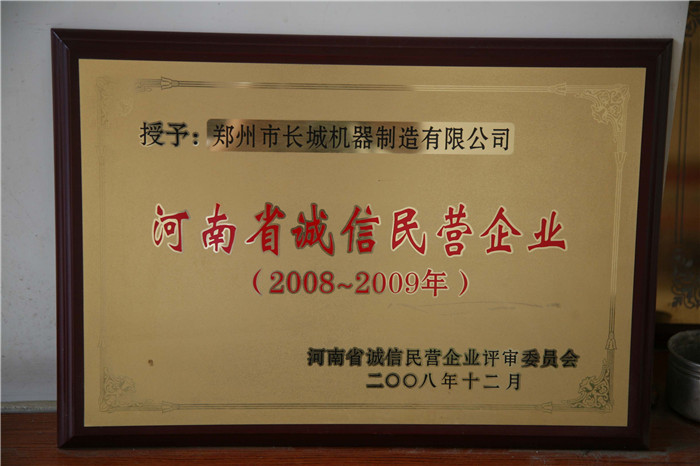 授予：郑州市长城机器制造有限公司
河南省诚信民营企业
（2008~2009年）
河南省诚信民营企业评审委员会
二〇〇八年十二月